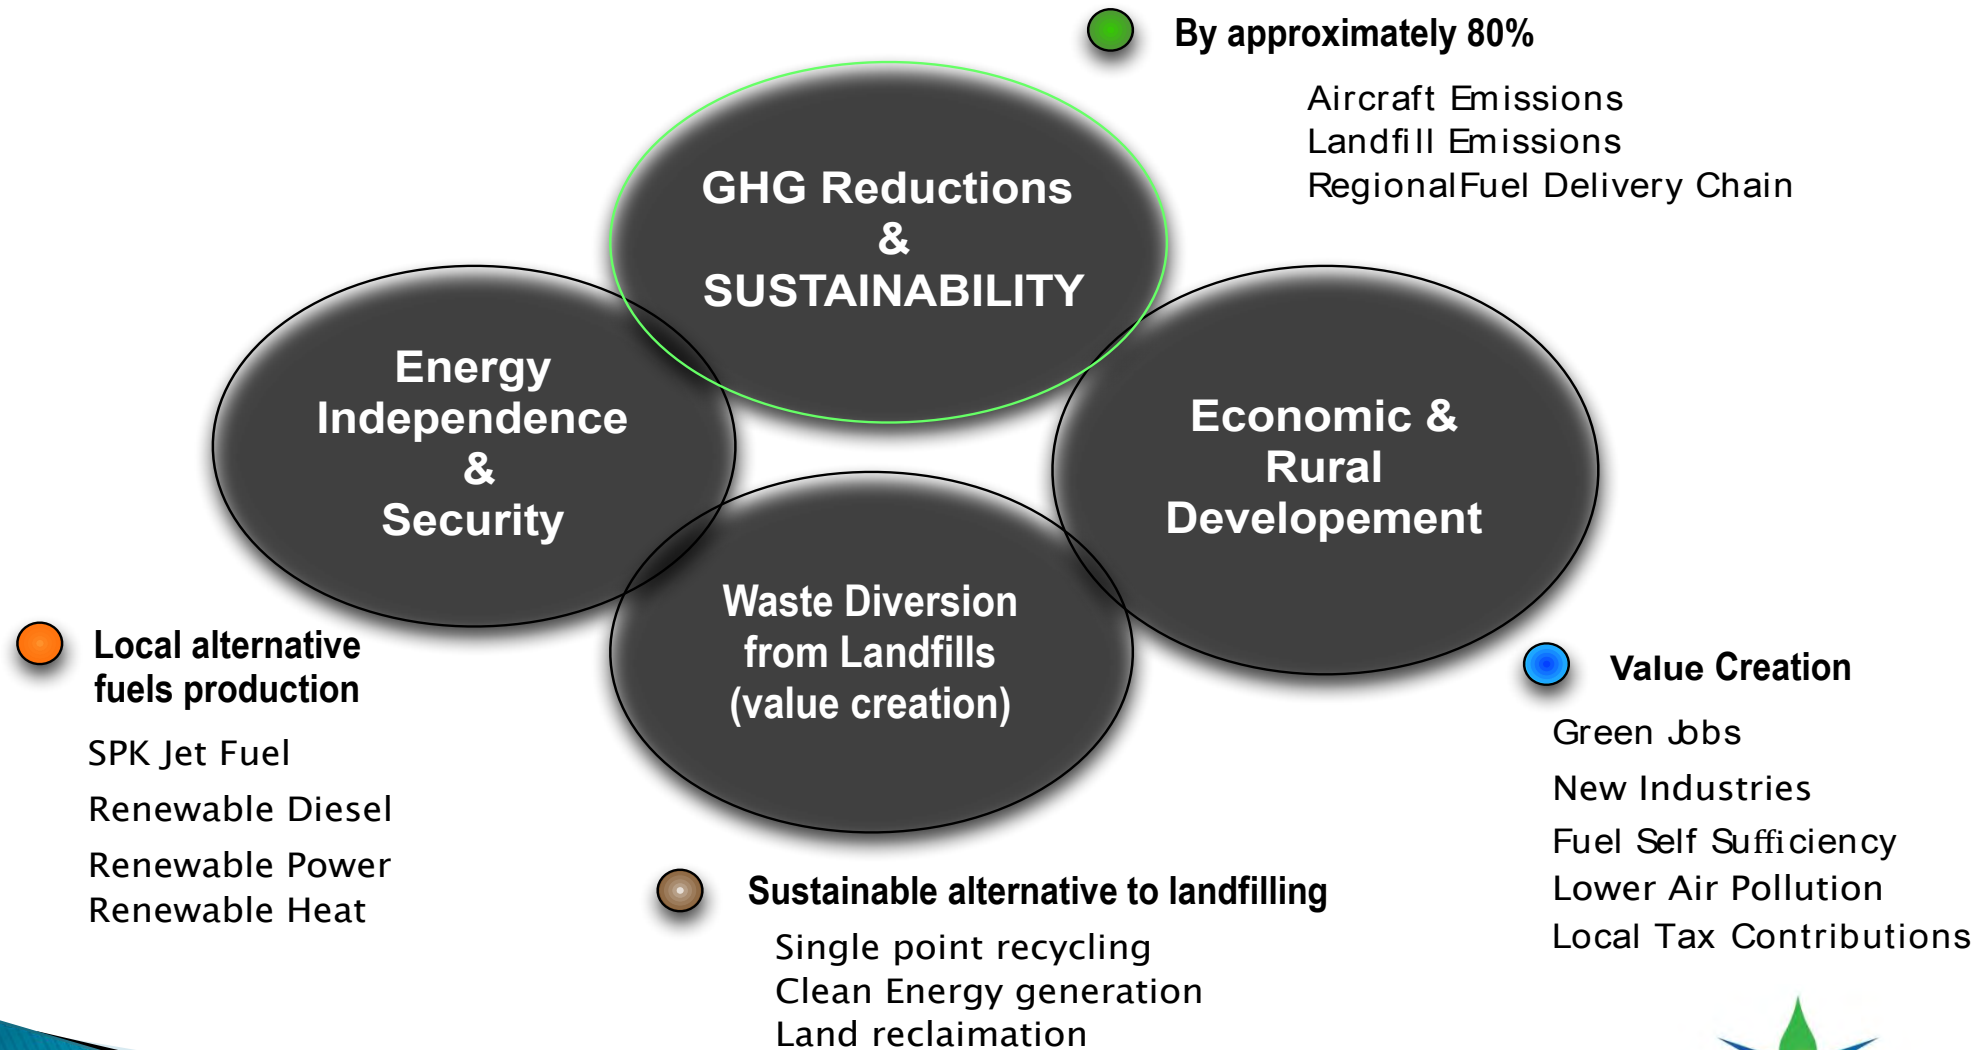 By approximately 80%
Aircraft Emissions
Landfill Emissions
RegionalFuel Delivery Chain
GHG Reductions
&
SUSTAINABILITY
Energy
Independence
&
Security
Economic &
Rural
Developement
Waste Diversion
from Landfills
(value creation)
Local alternative
fuels production
SPK Jet Fuel
Renewable Diesel
Renewable Power
Renewable Heat
Sustainable alternative to landfilling
Single point recycling
Clean Energy generation
Land reclaimation
Value Creation
Green Jobs
New Industries
Fuel Self Sufficiency
Lower Air Pollution
Local Tax Contributions